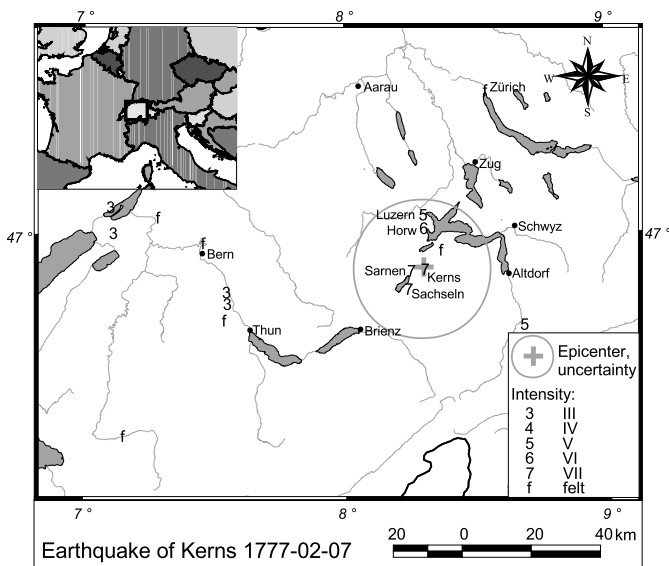 7 °
8 °
9 °
N
W
E
S
Aarau
f Zürich
Zug
3
f
Luzern 5
Horw 6
Schwyz
47 °
3
47 °
f
f
Bern
Sarnen 7 7
Kerns
Altdorf
7 Sachseln
3
3
f
Thun
Brienz
5
Epicenter,
uncertainty
Intensity:
3 III
4 IV
5 V
6 VI
7 VII
f felt
f
7 °
8 °
9 °
Earthquake of Kerns 1777-02-07
20 0 20 40 km